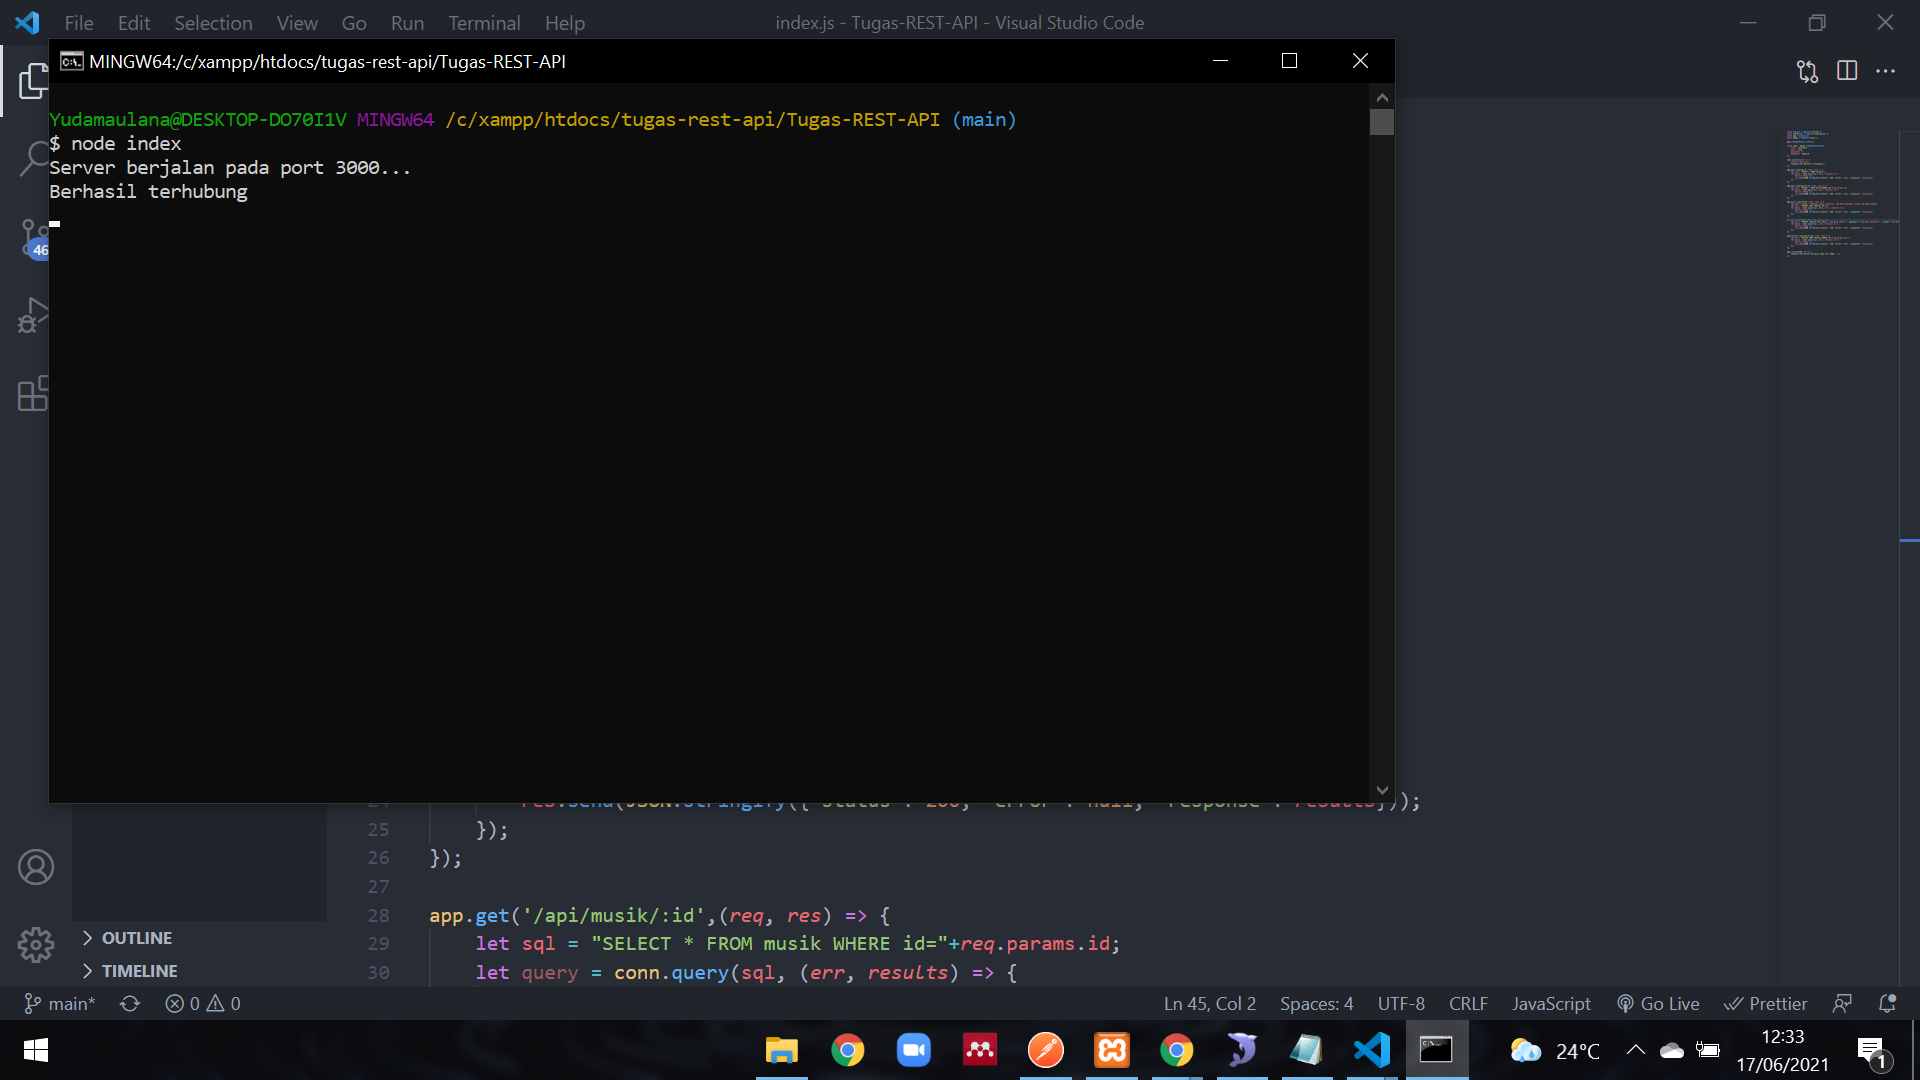 File Edit Selection View Go Run Terminal Help
index.js - Tugas-REST-API - Visual Studio Code
MINGW64:/c/xampp/htdocs/tugas-rest-api/Tugas-REST-API
Yudamaulana@DESKTOP-DO70I1V MINGW64 /c/xampp/htdocs/tugas-rest-api/Tugas-REST-API (main)
$ node index
Server berjalan pada port 3000...
Berhasil terhubung
46
25 });
26 });
27
28 app.get('/api/musik/:id',(req, res) => {
29 let sql = "SELECT * FROM musik WHERE id="+req.params.id;
30 let query = conn.query(sql, (err, results) => {
OUTLINE
TIMELINE
main* 0 0 Ln 45, Col 2 Spaces: 4 UTF-8 CRLF JavaScript Go Live Prettier
24°C
12:33
17/06/2021
1